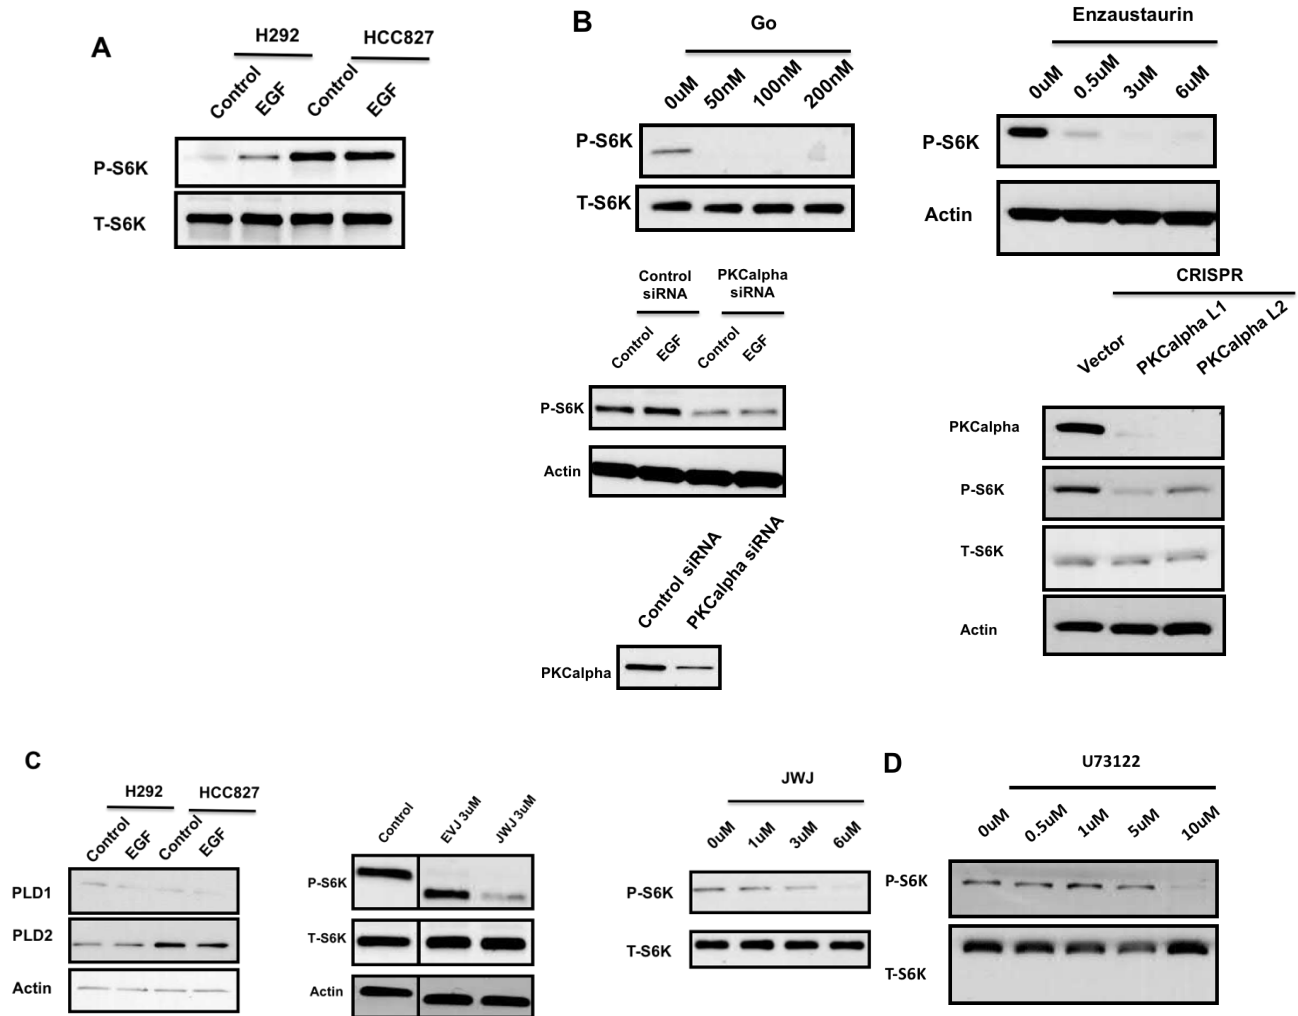 A
H292
HCC827
Control
EGF
Control
EGF
P-S6K
T-S6K
B
Go
0uM
50nM
100nM
200nM
P-S6K
T-S6K
Enzaustaurin
0uM
0.5uM
3uM
6uM
P-S6K
Actin
Control
siRNA
PKCalpha
siRNA
Control
EGF
Control
EGF
P-S6K
Actin
Control siRNA
PKCalpha siRNA
PKCalpha
CRISPR
Vector
PKCalpha L1
PKCalpha L2
PKCalpha
P-S6K
T-S6K
Actin
C
H292
HCC827
Control
EGF
Control
EGF
PLD1
PLD2
Actin
Control
EVJ 3uM
JWJ 3uM
P-S6K
T-S6K
Actin
JWJ
0uM
1uM
3uM
6uM
P-S6K
T-S6K
D
U73122
0uM
0.5uM
1uM
5uM
10uM
P-S6K
T-S6K